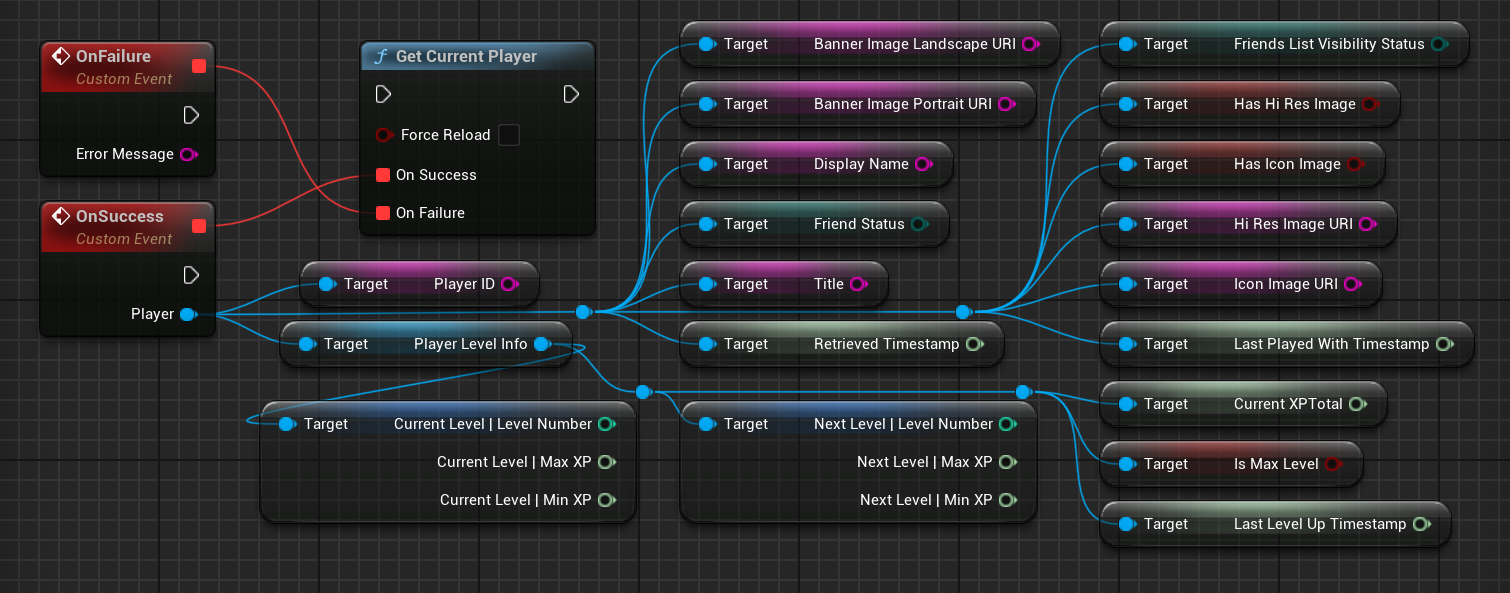 OnFailure
Custom Event
Error Message
OnSuccess
Custom Event
Player
Get Current Player
Force Reload
On Success
On Failure
Target Player ID
Target Player Level Info
Target Current Level | Level Number
Current Level | Max XP
Current Level | Min XP
Target Banner Image Landscape URI
Target Banner Image Portrait URI
Target Display Name
Target Friend Status
Target Title
Target Retrieved Timestamp
Target Next Level | Level Number
Next Level | Max XP
Next Level | Min XP
Target Friends List Visibility Status
Target Has Hi Res Image
Target Has Icon Image
Target Hi Res Image URI
Target Icon Image URI
Target Last Played With Timestamp
Target Current XPTotal
Target Is Max Level
Target Last Level Up Timestamp